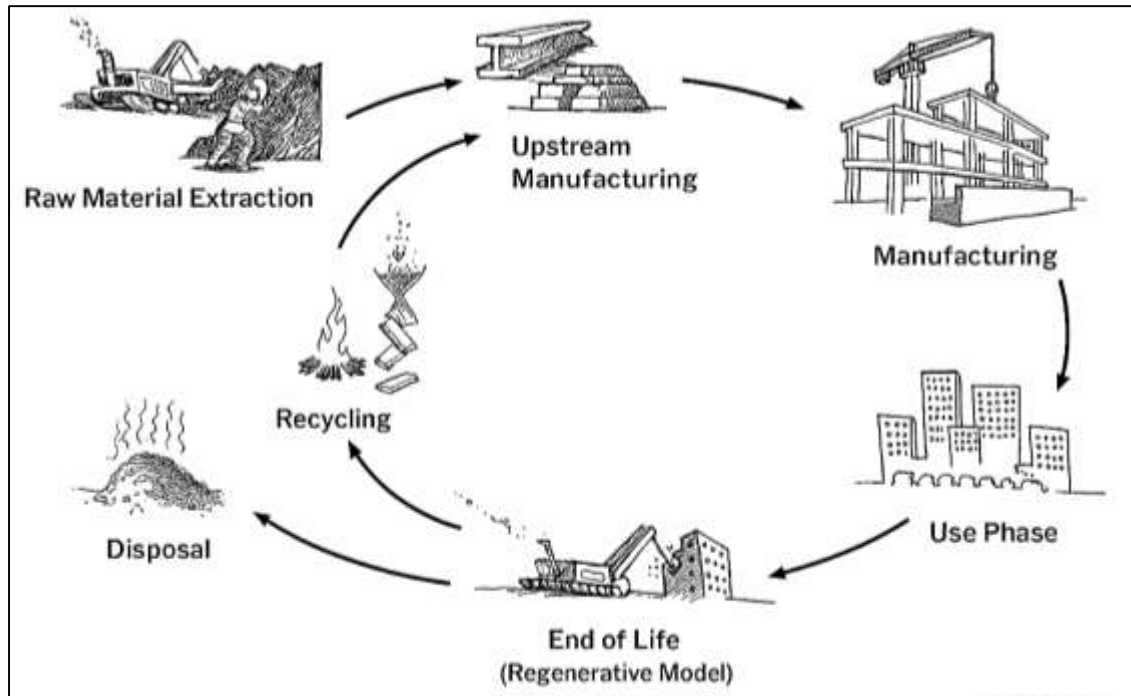 Raw Material Extraction
Upstream
Manufacturing
Manufacturing
Use Phase
End of Life
(Regenerative Model)
Recycling
Disposal